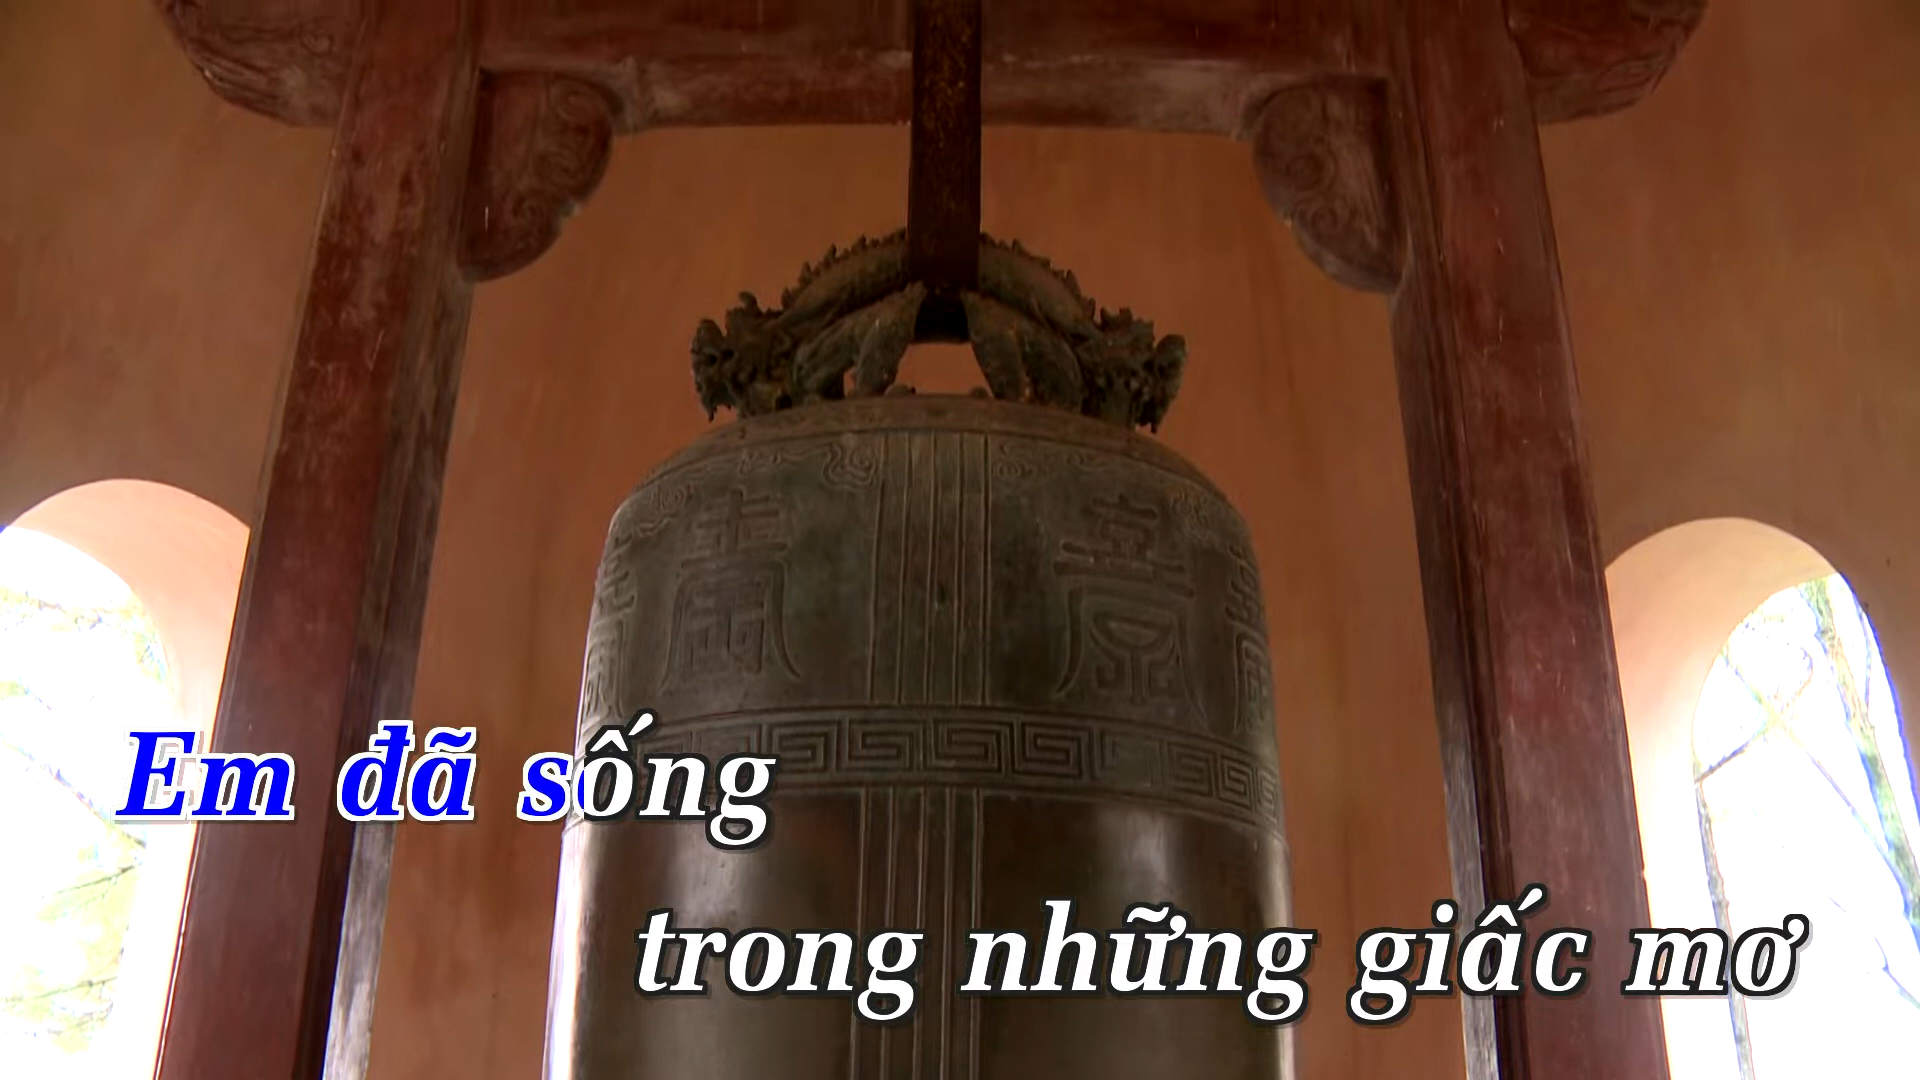 Em đã sống
trong những giấc mơ